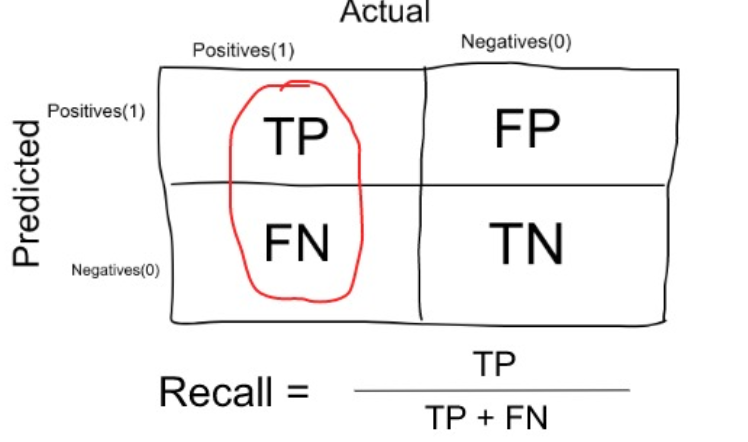 Actual
Positives(1) Negatives(0)
Predicted
Positives(1) TP FP
Negatives(0) FN TN
Recall = TP
TP + FN